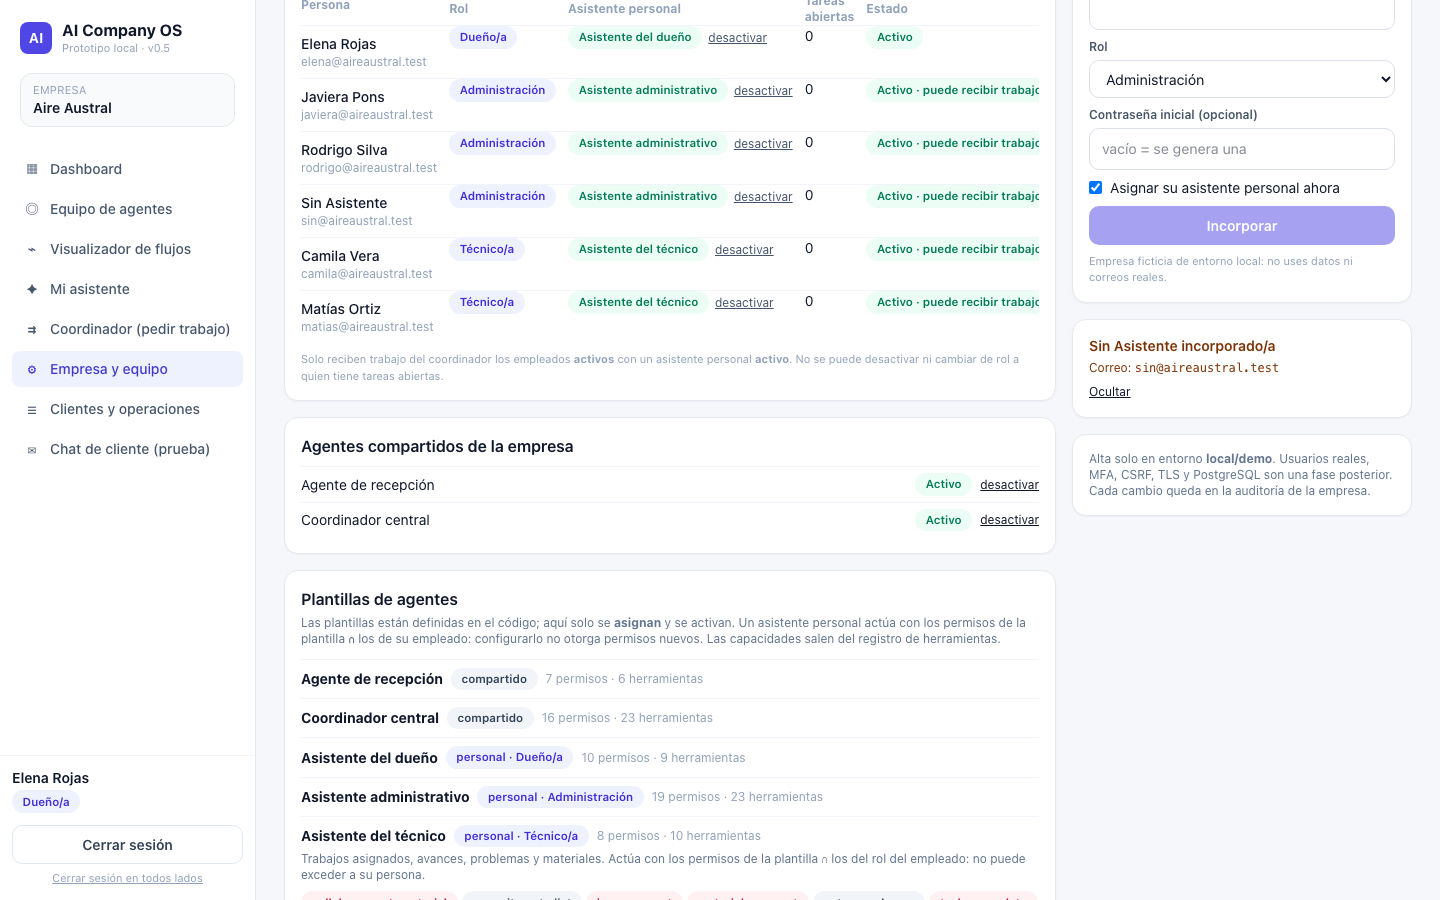 AI
AI Company OS
Prototipo local · v0.5
EMPRESA
Aire Austral
Dashboard
Equipo de agentes
Visualizador de flujos
Mi asistente
Coordinador (pedir trabajo)
Empresa y equipo
Clientes y operaciones
Chat de cliente (prueba)
Elena Rojas
Dueño/a
Cerrar sesión
Cerrar sesión en todos lados
Persona Rol Asistente personal Tareas abiertas Estado
Elena Rojas Dueño/a Asistente del dueño desactivar 0 Activo
elena@aireaustral.test
Javiera Pons Administración Asistente administrativo desactivar 0 Activo · puede recibir trabajo
javiera@aireaustral.test
Rodrigo Silva Administración Asistente administrativo desactivar 0 Activo · puede recibir trabajo
rodrigo@aireaustral.test
Sin Asistente Administración Asistente administrativo desactivar 0 Activo · puede recibir trabajo
sin@aireaustral.test
Camila Vera Técnico/a Asistente del técnico desactivar 0 Activo · puede recibir trabajo
camila@aireaustral.test
Matías Ortiz Técnico/a Asistente del técnico desactivar 0 Activo · puede recibir trabajo
matias@aireaustral.test
Solo reciben trabajo del coordinador los empleados activos con un asistente personal activo. No se puede desactivar ni cambiar de rol a
quien tiene tareas abiertas.
Agentes compartidos de la empresa
Agente de recepción Activo desactivar
Coordinador central Activo desactivar
Plantillas de agentes
Las plantillas están definidas en el código; aquí solo se asignan y se activan. Un asistente personal actúa con los permisos de la
plantilla ∩ los de su empleado: configurarlo no otorga permisos nuevos. Las capacidades salen del registro de herramientas.
Agente de recepción compartido 7 permisos · 6 herramientas
Coordinador central compartido 16 permisos · 23 herramientas
Asistente del dueño personal · Dueño/a 10 permisos · 9 herramientas
Asistente administrativo personal · Administración 19 permisos · 23 herramientas
Asistente del técnico personal · Técnico/a 8 permisos · 10 herramientas
Trabajos asignados, avances, problemas y materiales. Actúa con los permisos de la plantilla ∩ los del rol del empleado: no puede
exceder a su persona.
Rol
Administración
Contraseña inicial (opcional)
vacío = se genera una
Asignar su asistente personal ahora
Incorporar
Empresa ficticia de entorno local: no uses datos ni
correos reales.
Sin Asistente incorporado/a
Correo: sin@aireaustral.test
Ocultar
Alta solo en entorno local/demo. Usuarios reales,
MFA, CSRF, TLS y PostgreSQL son una fase posterior.
Cada cambio queda en la auditoría de la empresa.